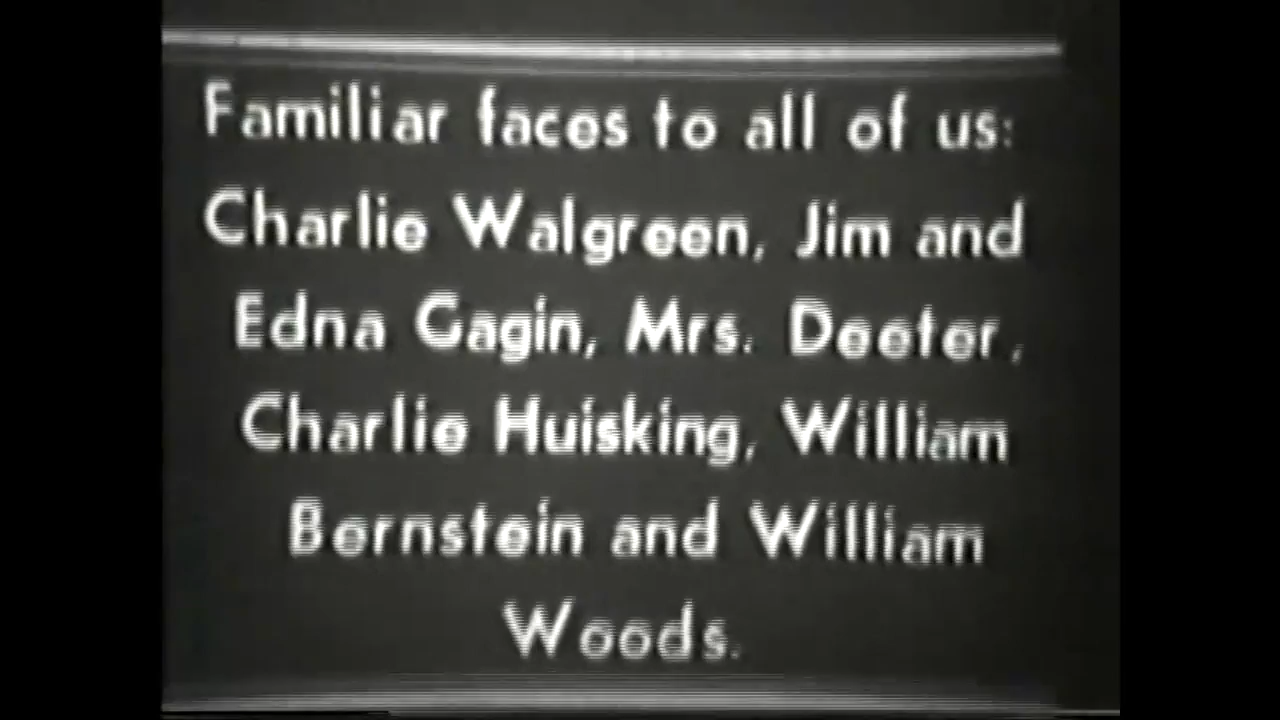 Familiar faces to all of us:
Charlie Walgreen, Jim and
Edna Gagin, Mrs. Deeter,
Charlie Huisking, William
Bernstein and William
Woods.